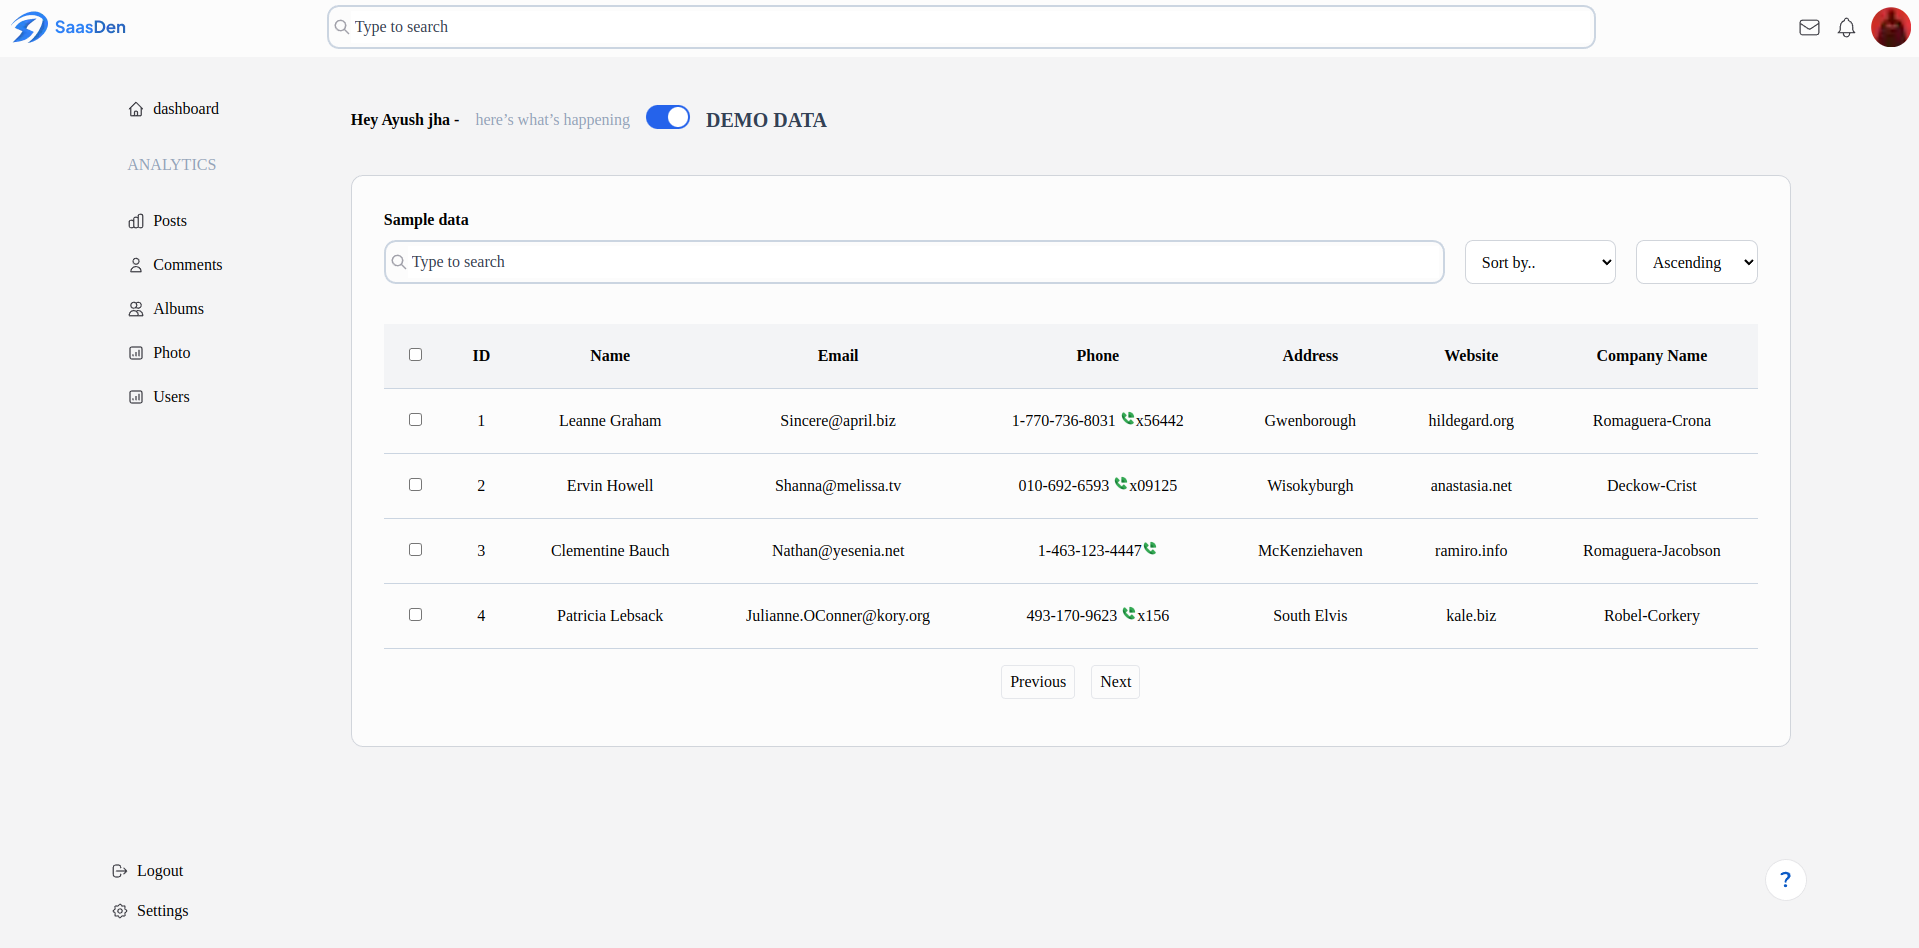 SaasDen
Type to search
dashboard
ANALYTICS
Posts
Comments
Albums
Photo
Users
Logout
Settings
Hey Ayush jha - here’s what’s happening DEMO DATA
Sample data
Type to search Sort by.. Ascending
ID Name Email Phone Address Website Company Name
1 Leanne Graham Sincere@april.biz 1-770-736-8031 x56442 Gwenborough hildegard.org Romaguera-Crona
2 Ervin Howell Shanna@melissa.tv 010-692-6593 x09125 Wisokyburgh anastasia.net Deckow-Crist
3 Clementine Bauch Nathan@yesenia.net 1-463-123-4447 McKenziehaven ramiro.info Romaguera-Jacobson
4 Patricia Lebsack Julianne.OConner@kory.org 493-170-9623 x156 South Elvis kale.biz Robel-Corkery
Previous Next
?